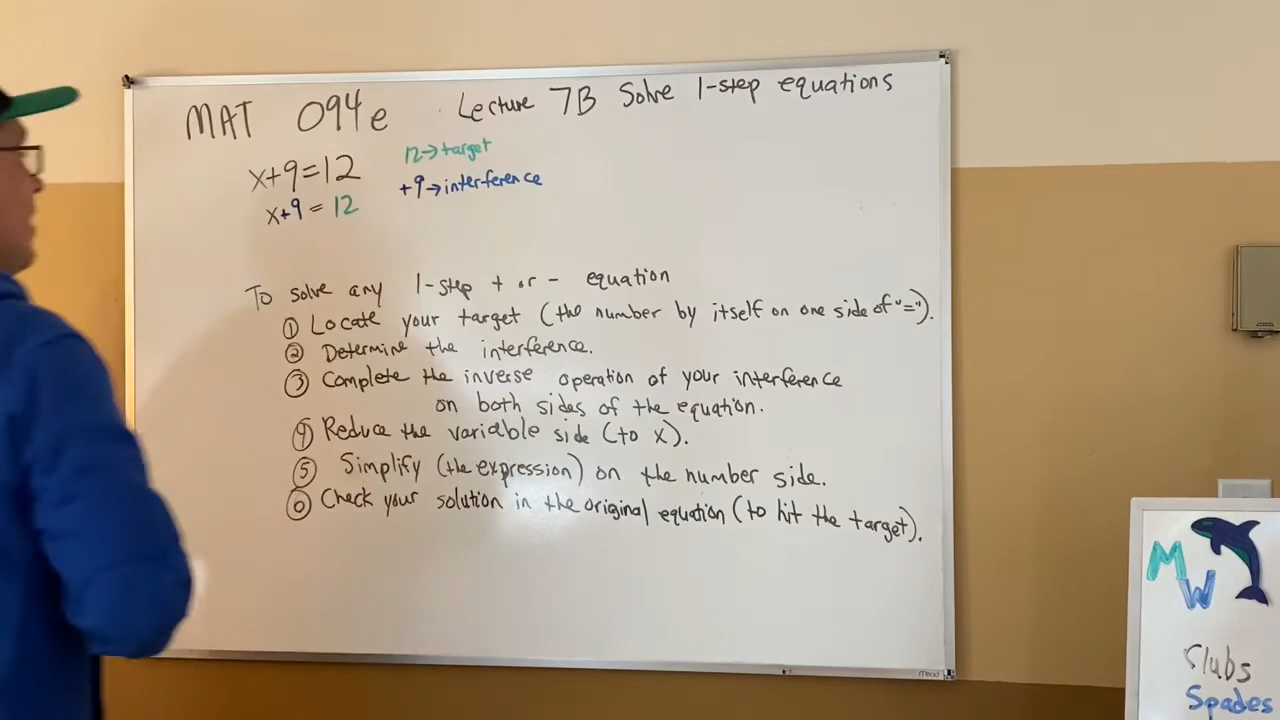 MAT 094e Lecture 7B Solve 1-step equations
x+9=12
12→target
+9→interference
x+9 = 12
To solve any 1-step + or - equation
① Locate your target (the number by itself on one side of "=").
② Determine the interference.
③ Complete the inverse operation of your interference
on both sides of the equation.
④ Reduce the variable side (to x).
⑤ Simplify (the expression) on the number side.
⑥ Check your solution in the original equation (to hit the target).
Mead
M
W
Clubs
Spades